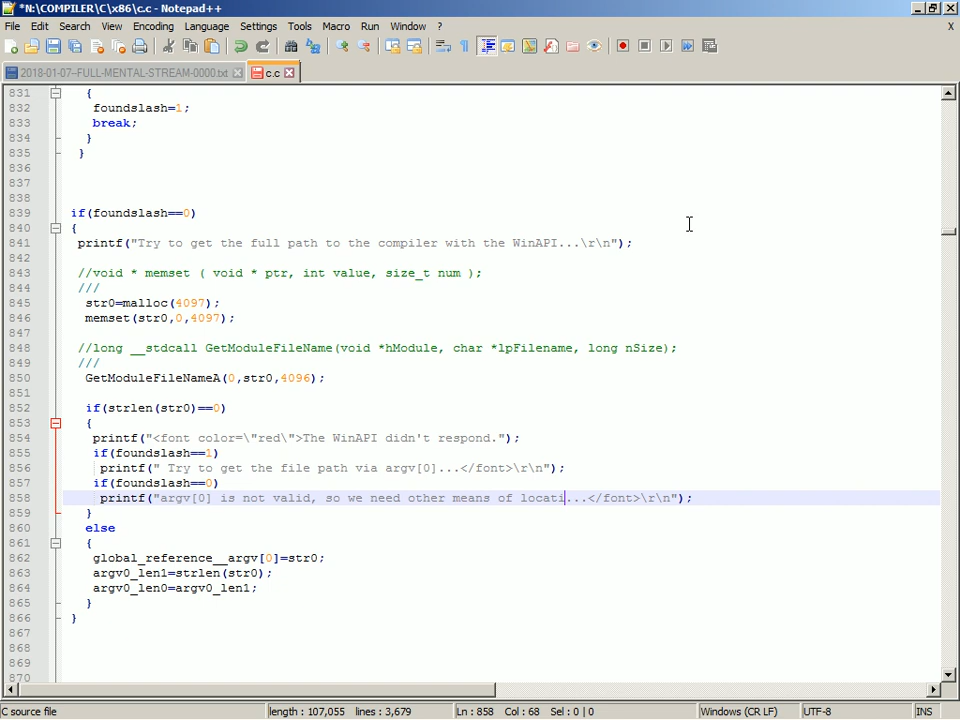 *N:\COMPILER\C\x86\c.c - Notepad++
File Edit Search View Encoding Language Settings Tools Macro Run Window ? X
2018-01-07--FULL-MENTAL-STREAM-0000.txt c.c
831 {
832 foundslash=1;
833 break;
834 }
835 }
836
837
838
839 if(foundslash==0)
840 {
841 printf("Try to get the full path to the compiler with the WinAPI...\r\n");
842
843 //void * memset ( void * ptr, int value, size_t num );
844 ///
845 str0=malloc(4097);
846 memset(str0,0,4097);
847
848 //long __stdcall GetModuleFileName(void *hModule, char *lpFilename, long nSize);
849 ///
850 GetModuleFileNameA(0,str0,4096);
851
852 if(strlen(str0)==0)
853 {
854 printf("<font color=\"red\">The WinAPI didn't respond.");
855 if(foundslash==1)
856 printf(" Try to get the file path via argv[0]...</font>\r\n");
857 if(foundslash==0)
858 printf("argv[0] is not valid, so we need other means of locati...</font>\r\n");
859 }
860 else
861 {
862 global_reference__argv[0]=str0;
863 argv0_len1=strlen(str0);
864 argv0_len0=argv0_len1;
865 }
866 }
867
868
869
870
C source file length : 107,055 lines : 3,679 Ln : 858 Col : 68 Sel : 0 | 0 Windows (CR LF) UTF-8 INS